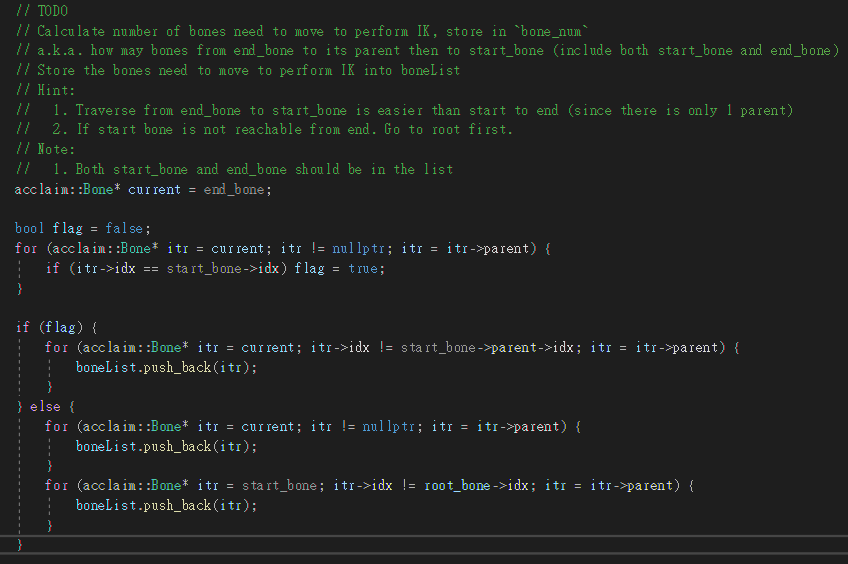 // TODO
// Calculate number of bones need to move to perform IK, store in `bone_num`
// a.k.a. how may bones from end_bone to its parent then to start_bone (include both start_bone and end_bone)
// Store the bones need to move to perform IK into boneList
// Hint:
//   1. Traverse from end_bone to start_bone is easier than start to end (since there is only 1 parent)
//   2. If start bone is not reachable from end. Go to root first.
// Note:
//   1. Both start_bone and end_bone should be in the list
acclaim::Bone* current = end_bone;
bool flag = false;
for (acclaim::Bone* itr = current; itr != nullptr; itr = itr->parent) {
    if (itr->idx == start_bone->idx) flag = true;
}
if (flag) {
    for (acclaim::Bone* itr = current; itr->idx != start_bone->parent->idx; itr = itr->parent) {
        boneList.push_back(itr);
    }
} else {
    for (acclaim::Bone* itr = current; itr != nullptr; itr = itr->parent) {
        boneList.push_back(itr);
    }
    for (acclaim::Bone* itr = start_bone; itr->idx != root_bone->idx; itr = itr->parent) {
        boneList.push_back(itr);
    }
}